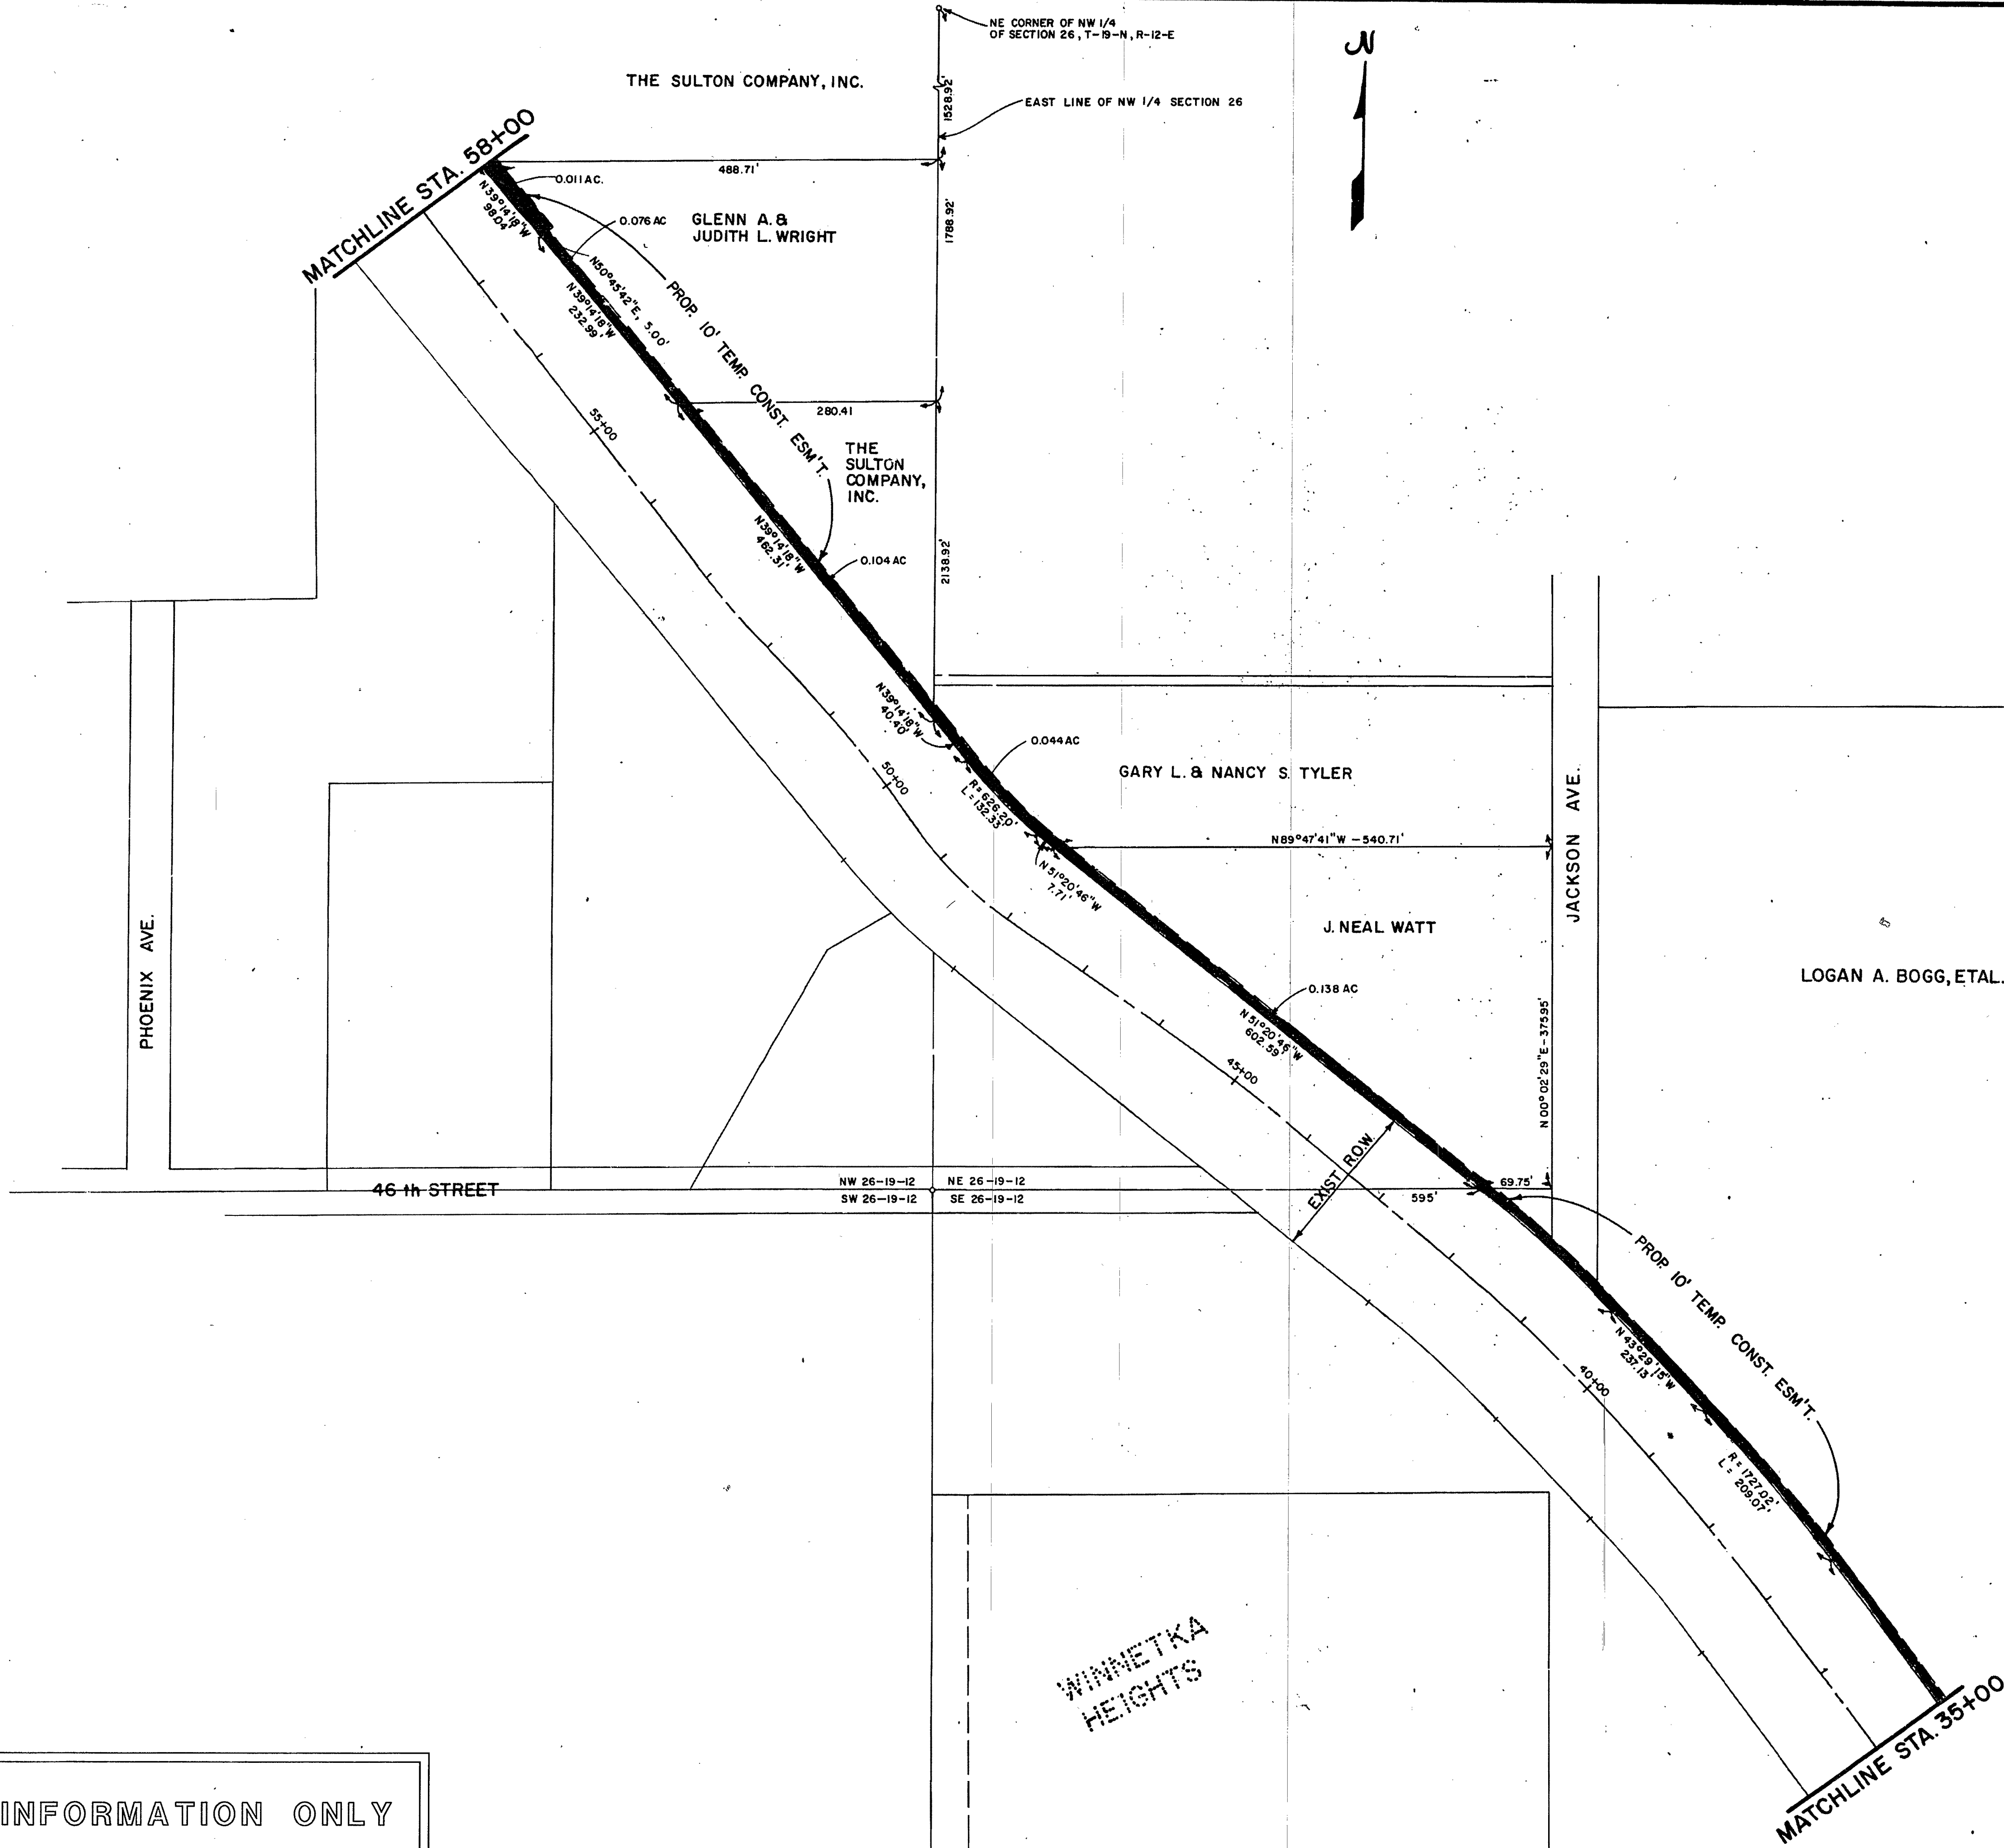 NE CORNER OF NW 1/4
OF SECTION 26, T-19-N, R-12-E
N
THE SULTON COMPANY, INC.
1528.92'
EAST LINE OF NW 1/4 SECTION 26
MATCHLINE STA. 58+00
488.71'
0.011 AC.
N39°14'18"W
98.04'
0.076 AC
GLENN A. &
JUDITH L. WRIGHT
1788.92'
N50°45'42"E, 5.00'
N39°14'18"W
232.99'
PROP. 10' TEMP. CONST. ESM'T.
280.41
55+00
THE
SULTON
COMPANY,
INC.
N39°14'18"W
462.31'
0.104 AC
2138.92'
N39°14'18"W
40.40'
0.044 AC
GARY L. & NANCY S. TYLER
JACKSON AVE.
50+00
R=626.20'
L=132.33'
N89°47'41"W-540.71'
N51°20'46"W
7.71'
J. NEAL WATT
PHOENIX AVE.
LOGAN A. BOGG, ETAL.
0.138 AC
N51°20'46"W
602.59'
N00°02'29"E-37595'
45+00
EXIST R.O.W.
46th STREET
NW 26-19-12
NE 26-19-12
SW 26-19-12
SE 26-19-12
69.75'
595'
PROP. 10' TEMP. CONST. ESM'T.
N43°29'15"W
237.13'
40+00
R=1727.02'
L=209.07'
WINNETKA
HEIGHTS
MATCHLINE STA. 35+00
INFORMATION ONLY